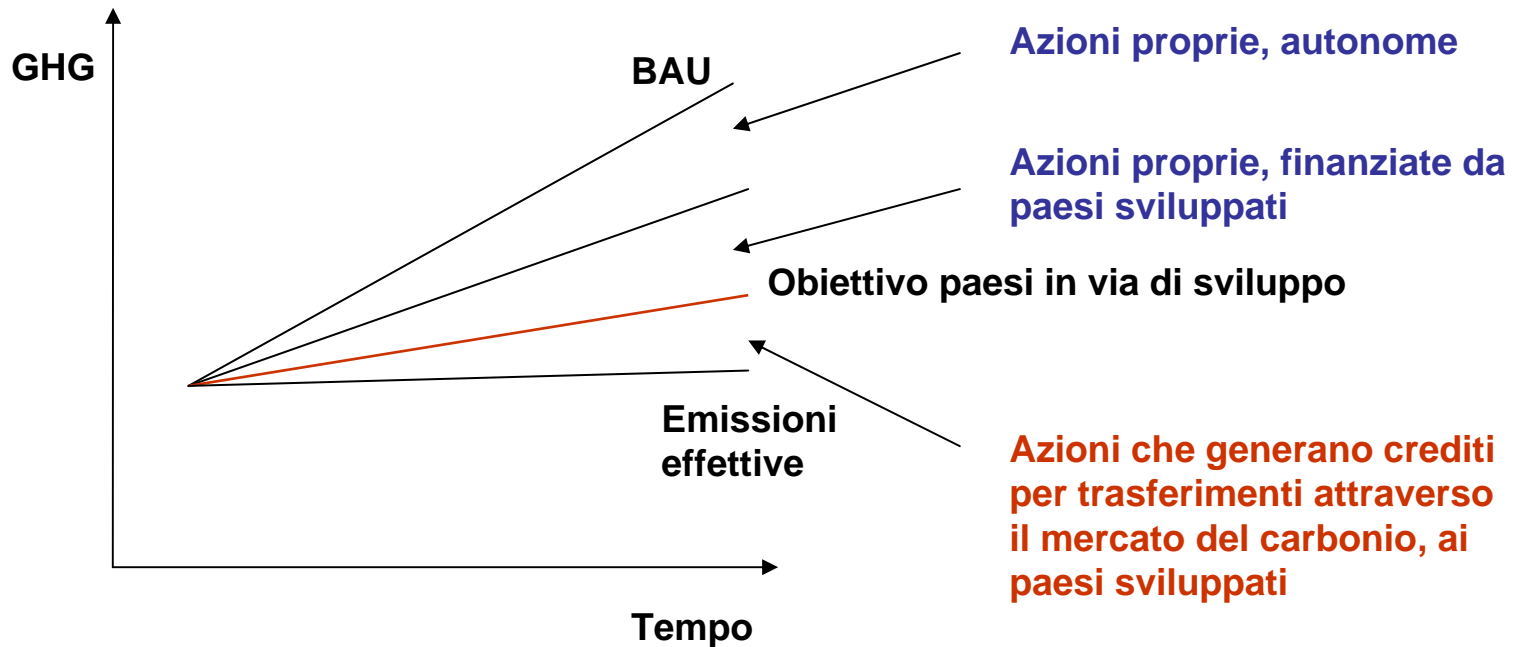 GHG
BAU
Azioni proprie, autonome
Azioni proprie, finanziate da
paesi sviluppati
Obiettivo paesi in via di sviluppo
Emissioni
effettive
Azioni che generano crediti
per trasferimenti attraverso
il mercato del carbonio, ai
paesi sviluppati
Tempo